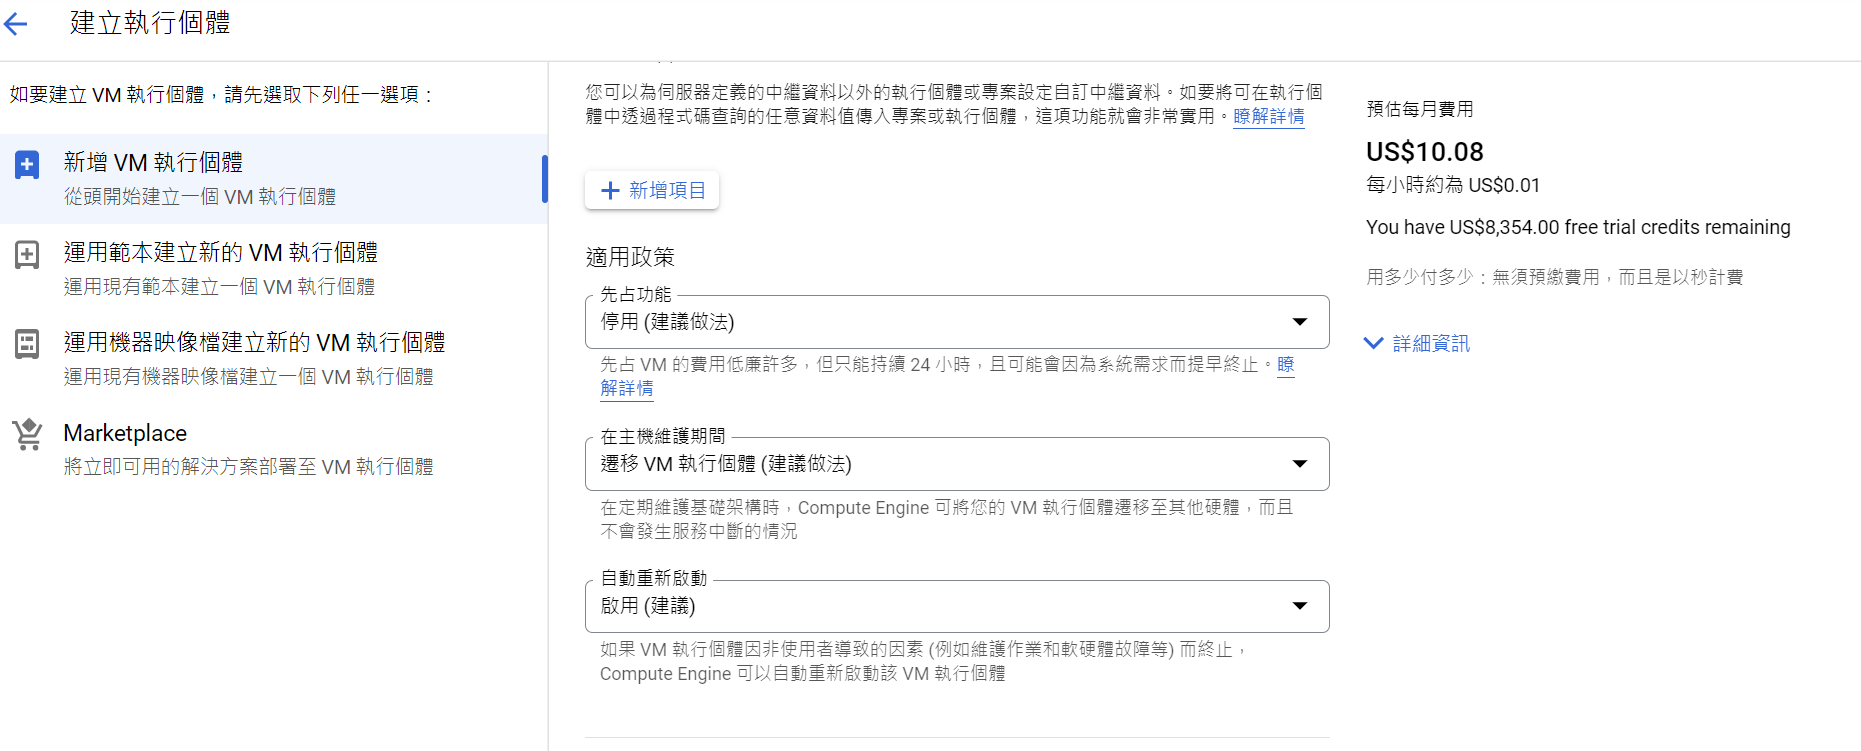 建立執行個體
如要建立 VM 執行個體，請先選取下列任一選項：
新增 VM 執行個體
從頭開始建立一個 VM 執行個體
運用範本建立新的 VM 執行個體
運用現有範本建立一個 VM 執行個體
運用機器映像檔建立新的 VM 執行個體
運用現有機器映像檔建立一個 VM 執行個體
Marketplace
將立即可用的解決方案部署至 VM 執行個體
您可以為伺服器定義的中繼資料以外的執行個體或專案設定自訂中繼資料。如要將可在執行個
體中透過程式碼查詢的任意資料值傳入專案或執行個體，這項功能就會非常實用。瞭解詳情
新增項目
適用政策
先占功能
停用 (建議做法)
先占 VM 的費用低廉許多，但只能持續 24 小時，且可能會因為系統需求而提早終止。瞭
解詳情
在主機維護期間
遷移 VM 執行個體 (建議做法)
在定期維護基礎架構時，Compute Engine 可將您的 VM 執行個體遷移至其他硬體，而且
不會發生服務中斷的情況
自動重新啟動
啟用 (建議)
如果 VM 執行個體因非使用者導致的因素 (例如維護作業和軟硬體故障等) 而終止，
Compute Engine 可以自動重新啟動該 VM 執行個體
預估每月費用
US$10.08
每小時約為 US$0.01
You have US$8,354.00 free trial credits remaining
用多少付多少：無須預繳費用，而且是以秒計費
詳細資訊